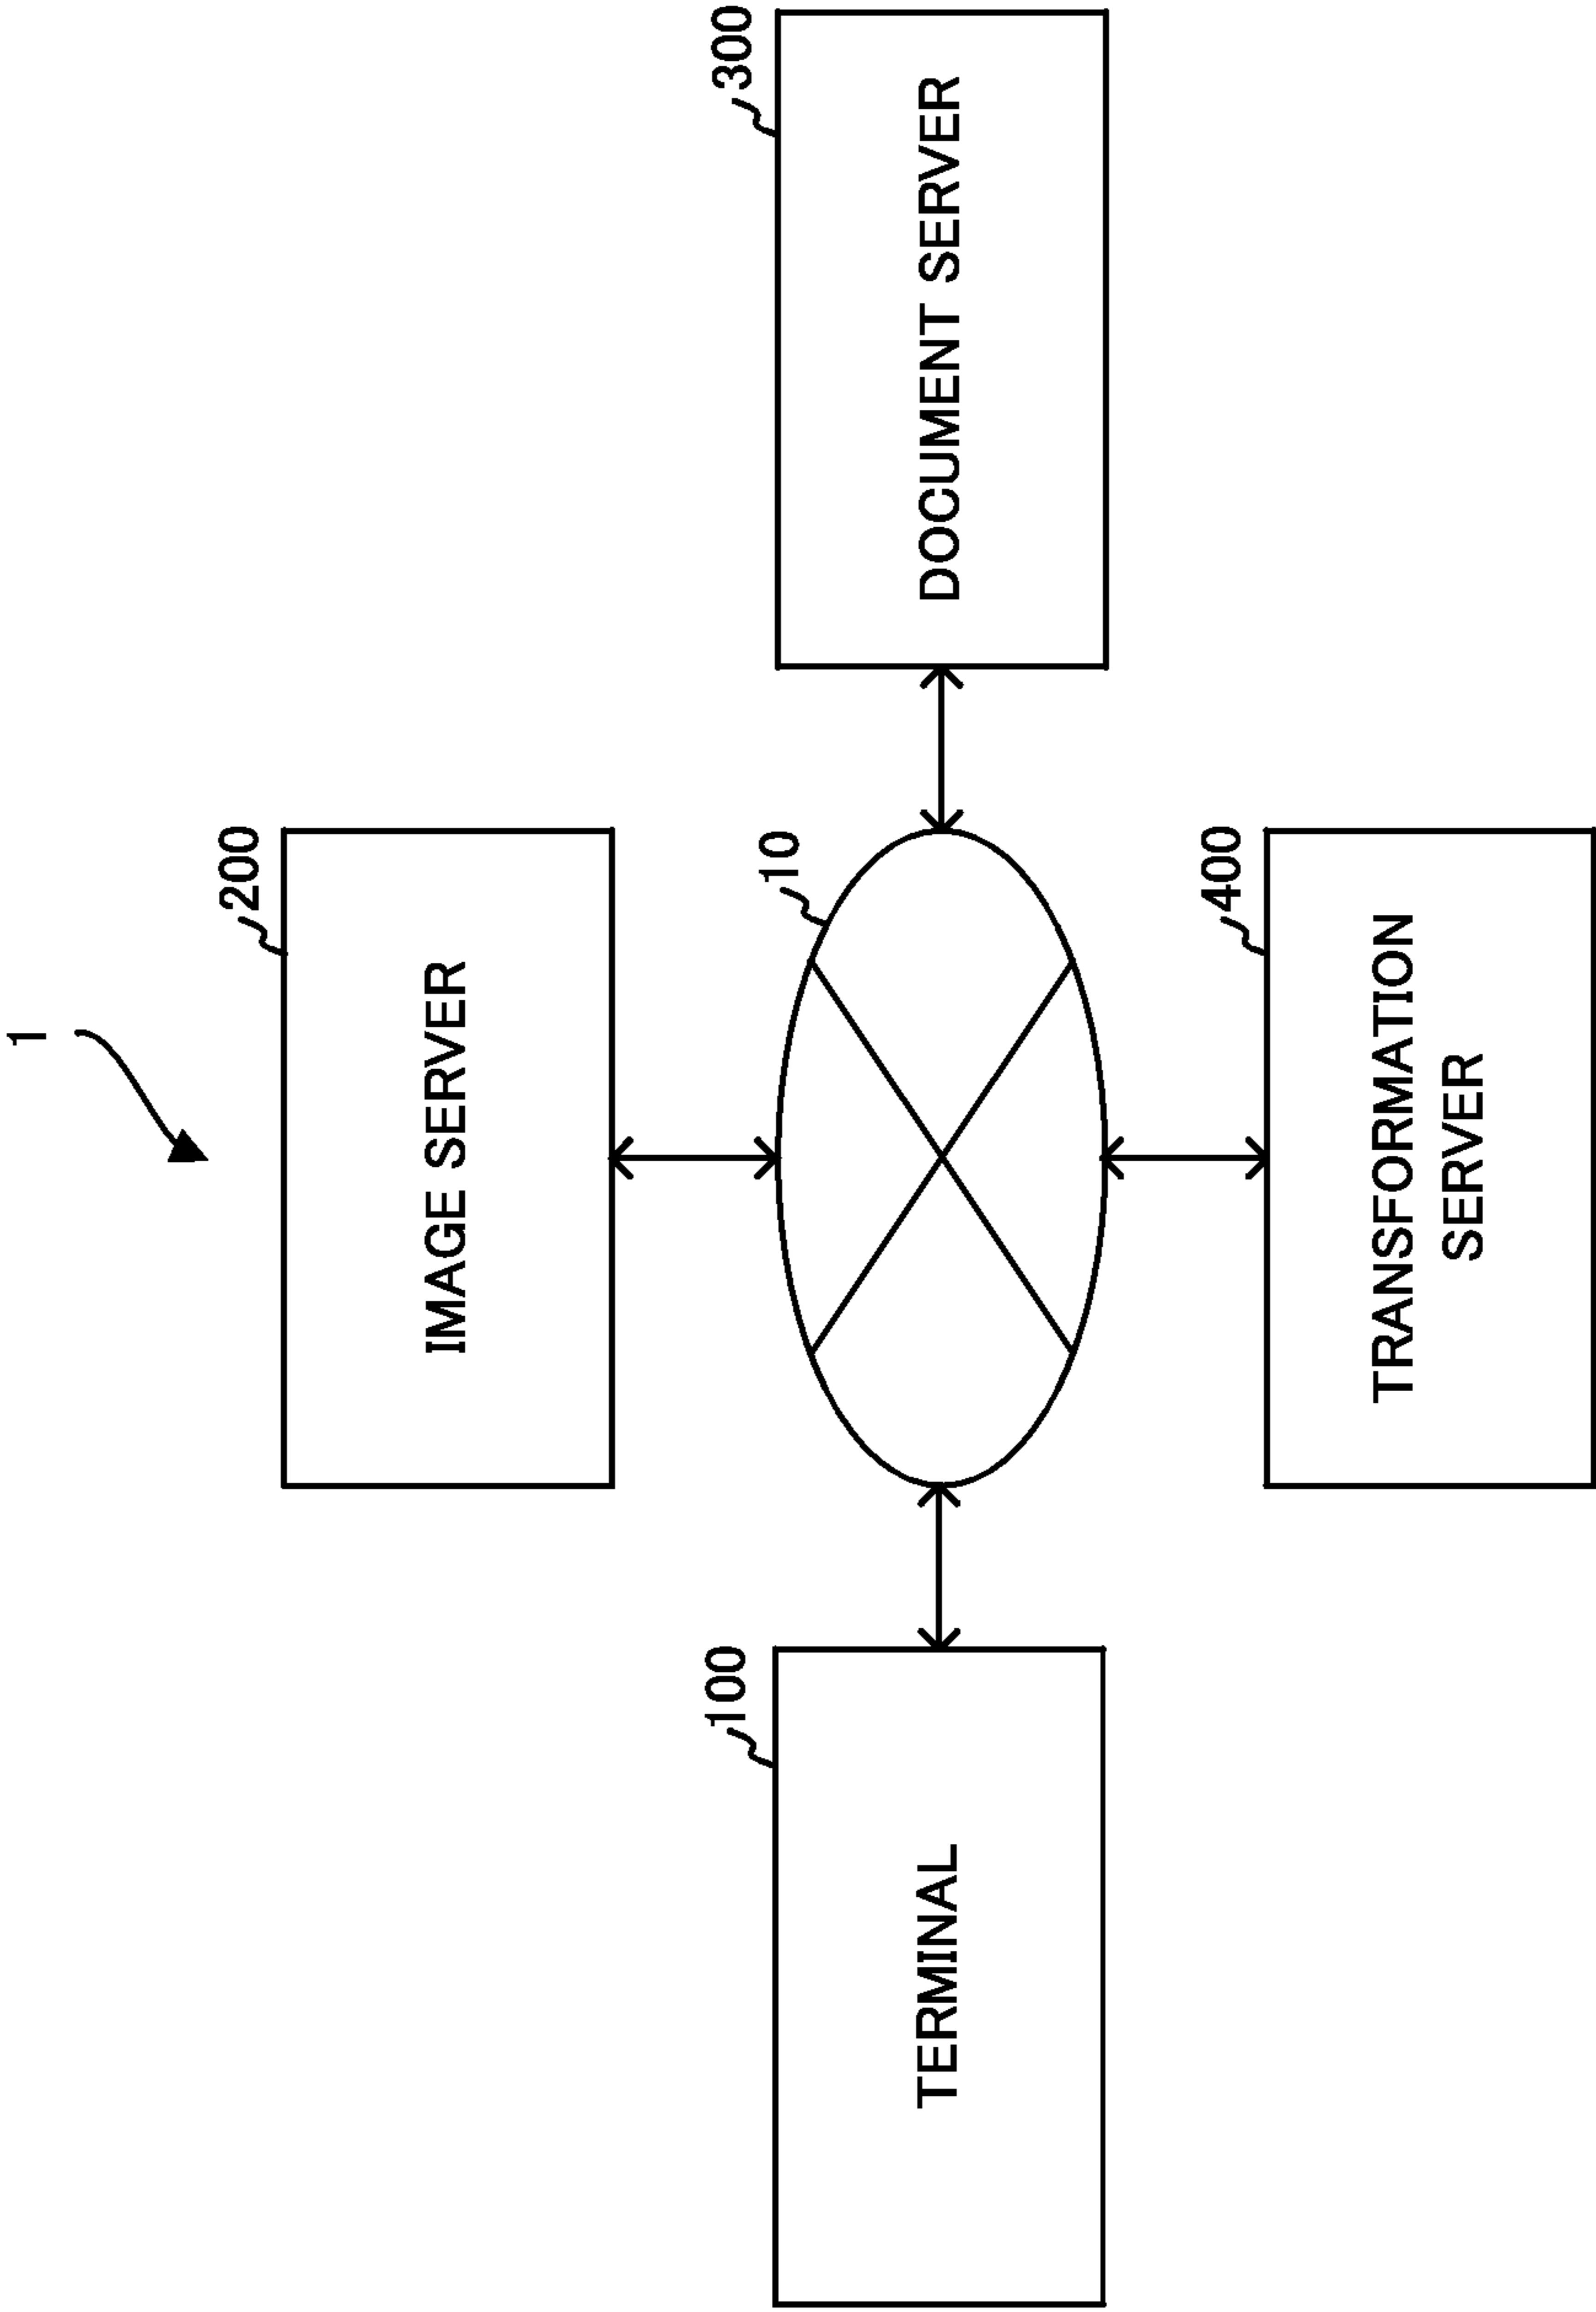 1
IMAGE SERVER
200
TERMINAL
100
10
DOCUMENT SERVER
300
TRANSFORMATION
SERVER
400